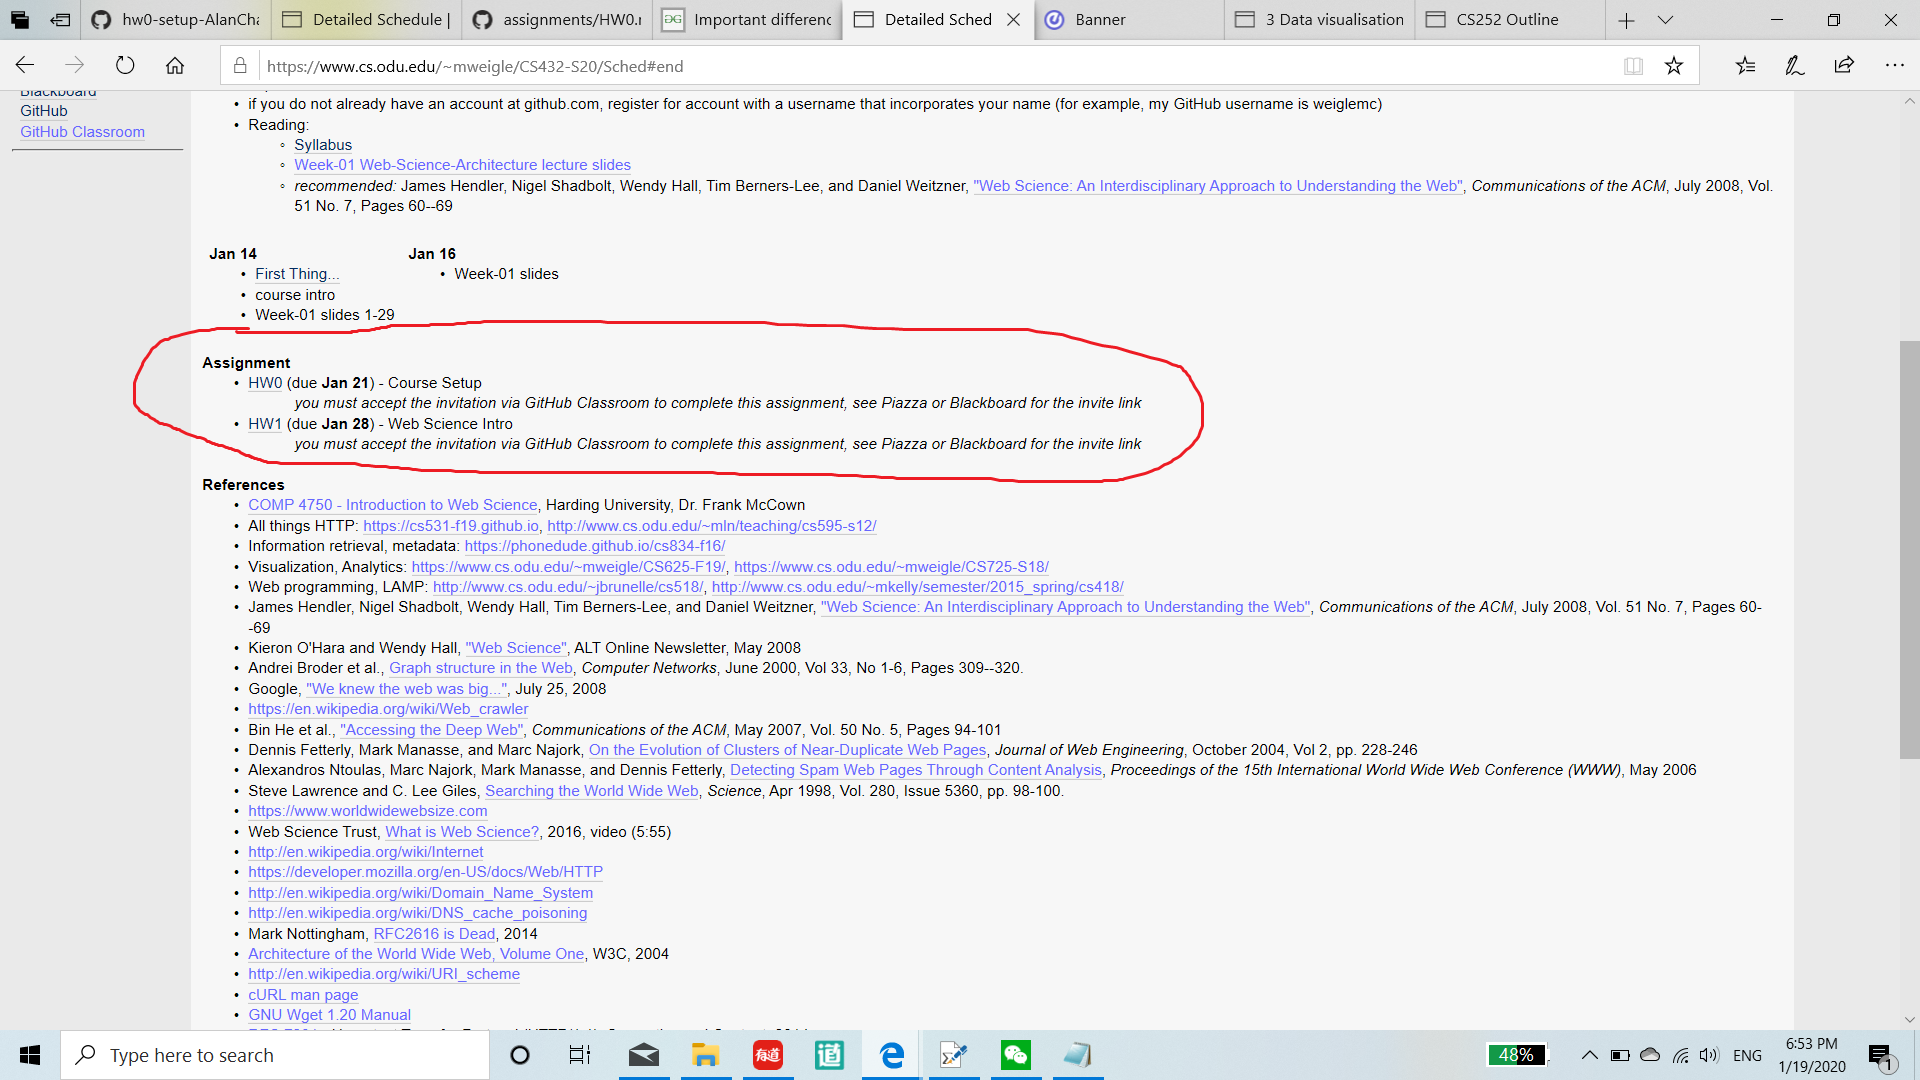 hw0-setup-AlanCha
Detailed Schedule |
assignments/HW0.r
Important differenc
Detailed Sched
Banner
3 Data visualisation
CS252 Outline
https://www.cs.odu.edu/~mweigle/CS432-S20/Sched#end
Blackboard
GitHub
GitHub Classroom
• if you do not already have an account at github.com, register for account with a username that incorporates your name (for example, my GitHub username is weiglemc)
• Reading:
◦ Syllabus
◦ Week-01 Web-Science-Architecture lecture slides
◦ recommended: James Hendler, Nigel Shadbolt, Wendy Hall, Tim Berners-Lee, and Daniel Weitzner, "Web Science: An Interdisciplinary Approach to Understanding the Web", Communications of the ACM, July 2008, Vol.
51 No. 7, Pages 60--69
Jan 14
• First Thing...
• course intro
• Week-01 slides 1-29
Jan 16
• Week-01 slides
Assignment
• HW0 (due Jan 21) - Course Setup
you must accept the invitation via GitHub Classroom to complete this assignment, see Piazza or Blackboard for the invite link
• HW1 (due Jan 28) - Web Science Intro
you must accept the invitation via GitHub Classroom to complete this assignment, see Piazza or Blackboard for the invite link
References
• COMP 4750 - Introduction to Web Science, Harding University, Dr. Frank McCown
• All things HTTP: https://cs531-f19.github.io, http://www.cs.odu.edu/~mln/teaching/cs595-s12/
• Information retrieval, metadata: https://phonedude.github.io/cs834-f16/
• Visualization, Analytics: https://www.cs.odu.edu/~mweigle/CS625-F19/, https://www.cs.odu.edu/~mweigle/CS725-S18/
• Web programming, LAMP: http://www.cs.odu.edu/~jbrunelle/cs518/, http://www.cs.odu.edu/~mkelly/semester/2015_spring/cs418/
• James Hendler, Nigel Shadbolt, Wendy Hall, Tim Berners-Lee, and Daniel Weitzner, "Web Science: An Interdisciplinary Approach to Understanding the Web", Communications of the ACM, July 2008, Vol. 51 No. 7, Pages 60-
-69
• Kieron O'Hara and Wendy Hall, "Web Science", ALT Online Newsletter, May 2008
• Andrei Broder et al., Graph structure in the Web, Computer Networks, June 2000, Vol 33, No 1-6, Pages 309--320.
• Google, "We knew the web was big...", July 25, 2008
• https://en.wikipedia.org/wiki/Web_crawler
• Bin He et al., "Accessing the Deep Web", Communications of the ACM, May 2007, Vol. 50 No. 5, Pages 94-101
• Dennis Fetterly, Mark Manasse, and Marc Najork, On the Evolution of Clusters of Near-Duplicate Web Pages, Journal of Web Engineering, October 2004, Vol 2, pp. 228-246
• Alexandros Ntoulas, Marc Najork, Mark Manasse, and Dennis Fetterly, Detecting Spam Web Pages Through Content Analysis, Proceedings of the 15th International World Wide Web Conference (WWW), May 2006
• Steve Lawrence and C. Lee Giles, Searching the World Wide Web, Science, Apr 1998, Vol. 280, Issue 5360, pp. 98-100.
• https://www.worldwidewebsize.com
• Web Science Trust, What is Web Science?, 2016, video (5:55)
• http://en.wikipedia.org/wiki/Internet
• https://developer.mozilla.org/en-US/docs/Web/HTTP
• http://en.wikipedia.org/wiki/Domain_Name_System
• http://en.wikipedia.org/wiki/DNS_cache_poisoning
• Mark Nottingham, RFC2616 is Dead, 2014
• Architecture of the World Wide Web, Volume One, W3C, 2004
• http://en.wikipedia.org/wiki/URI_scheme
• cURL man page
• GNU Wget 1.20 Manual
Type here to search
有道
道
48%
ENG
6:53 PM
1/19/2020
1